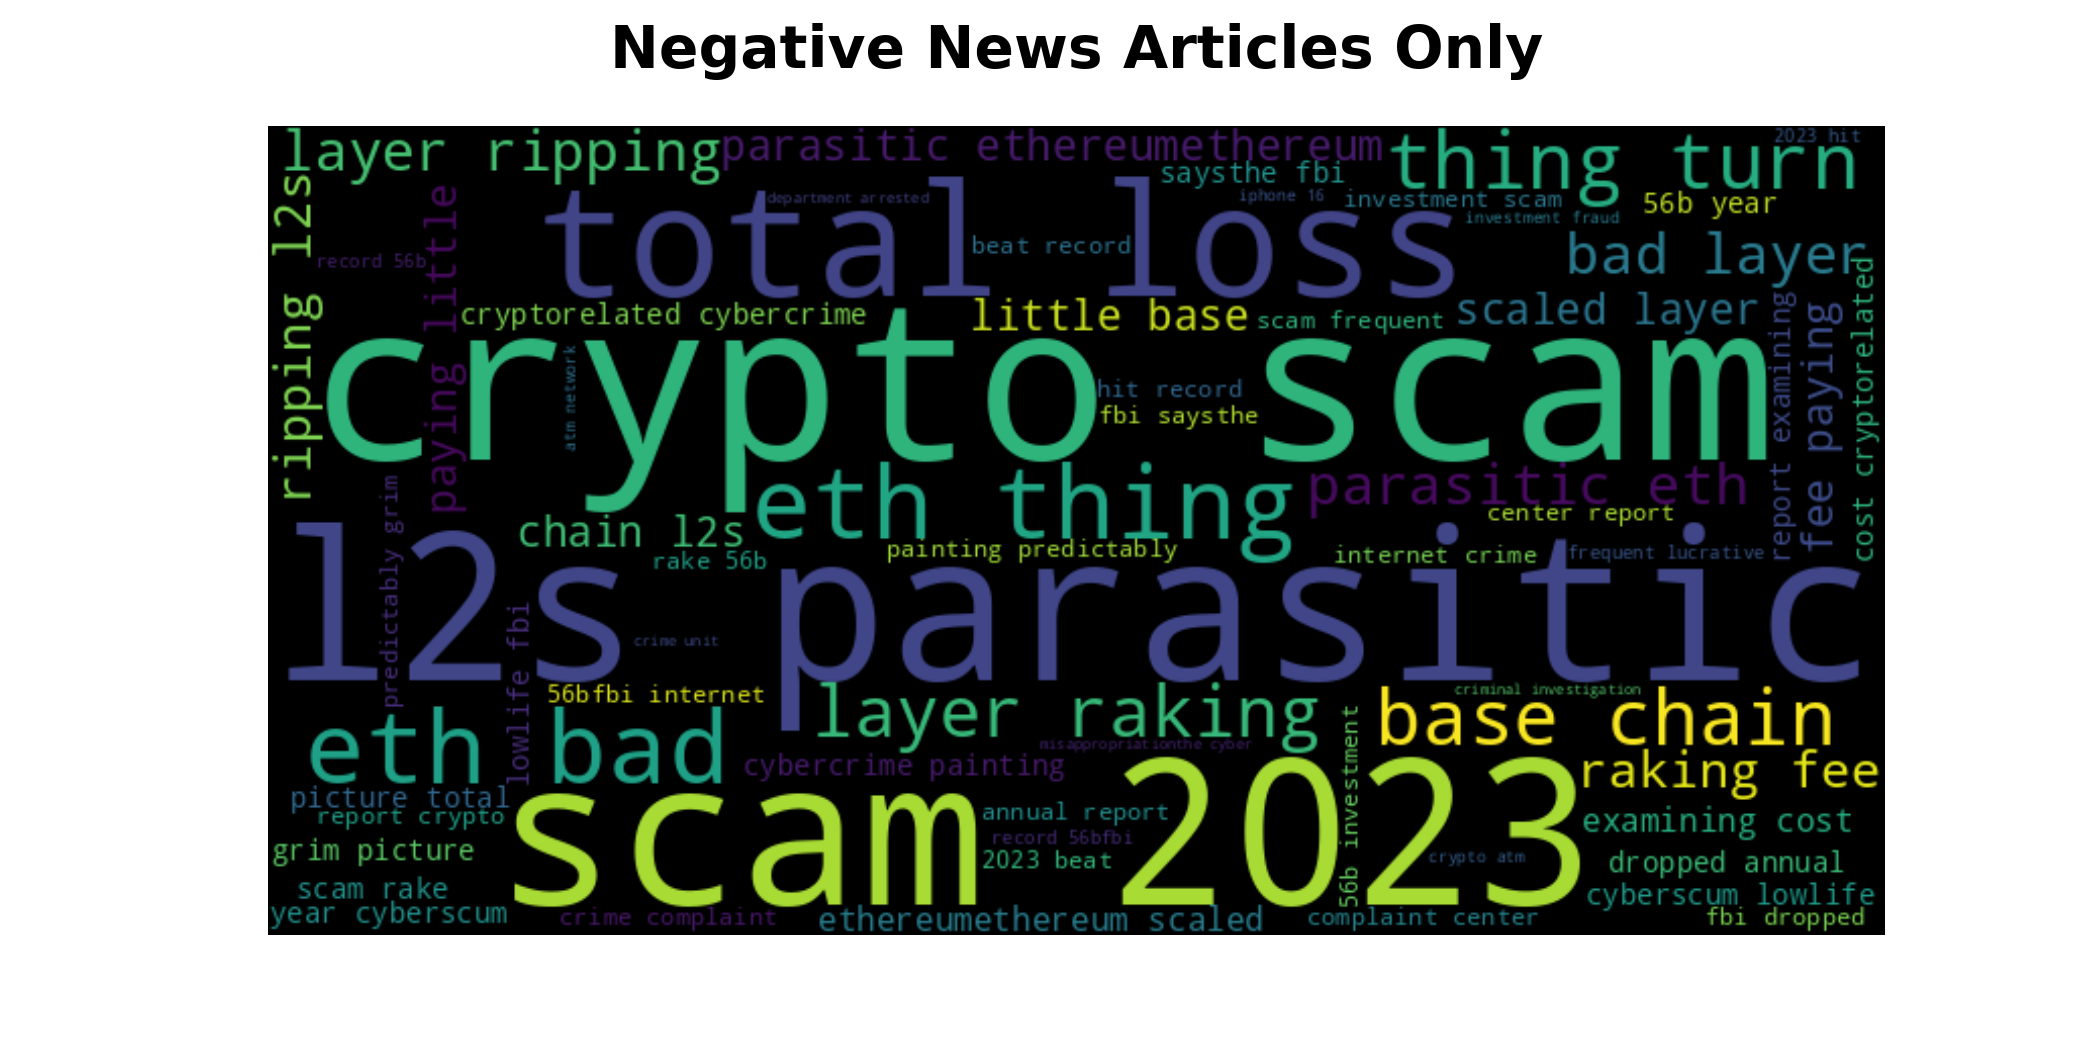 Negative News Articles Only
layer ripping
parasitic ethereumethereum
thing turn
2023 hit
saysthe fbi
department arrested
iphone 16
investment scam
56b year
investment fraud
ripping l2s
paying little
total loss
beat record
bad layer
record 56b
cryptorelated cybercrime
little base
scam frequent
scaled layer
report examining
fee paying
cost cryptorelated
crypto scam
atm network
hit record
fbi saysthe
eth thing
parasitic eth
predictably grim
chain l2s
center report
painting predictably
internet crime
frequent lucrative
rake 56b
l2s parasitic
lowlife fbi
crime unit
56bfbi internet
layer raking
criminal investigation
base chain
eth bad
misappropriationthe cyber
cybercrime painting
56b investment
raking fee
scam 2023
picture total
report crypto
annual report
examining cost
record 56bfbi
grim picture
2023 beat
crypto atm
dropped annual
scam rake
cyberscum lowlife
year cyberscum
crime complaint
ethereumethereum scaled
complaint center
fbi dropped